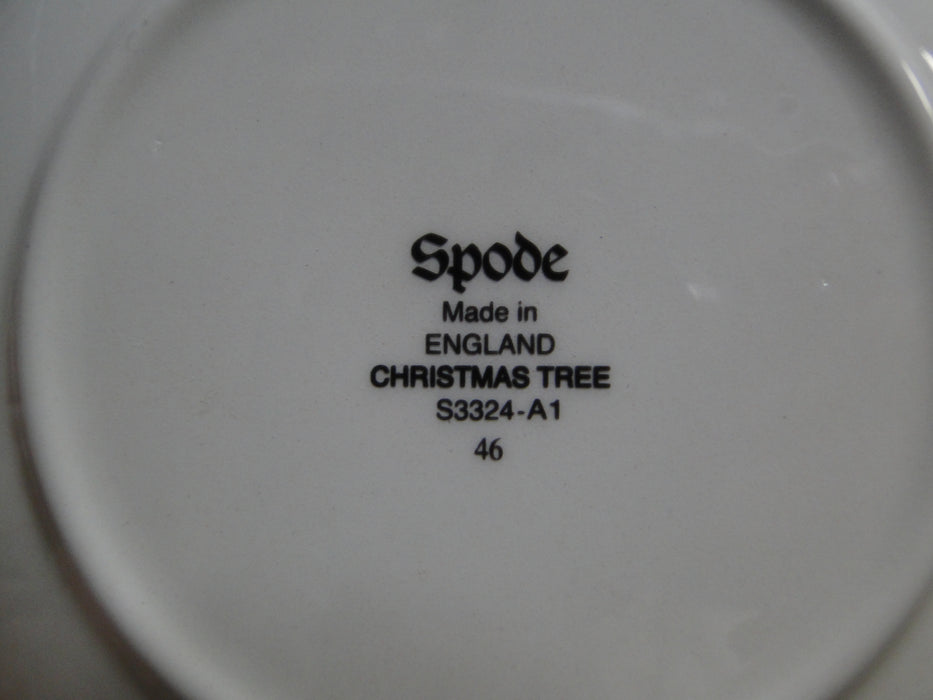 Spode
Made in
ENGLAND
CHRISTMAS TREE
S3324-A1
46